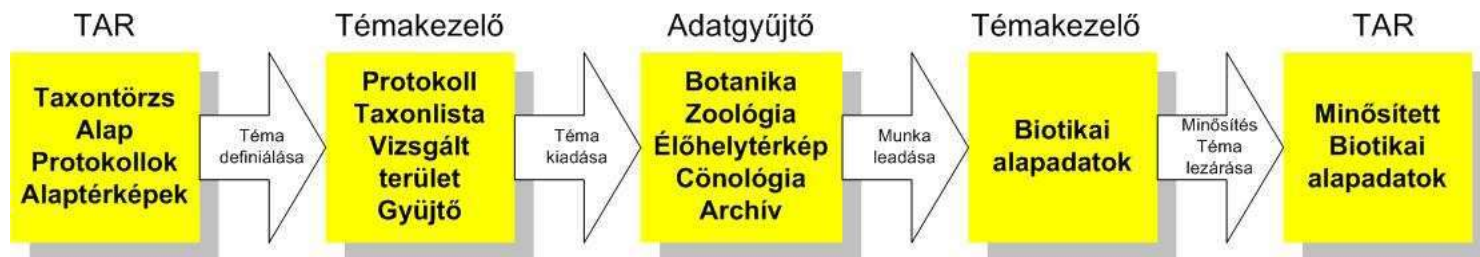 TAR
Taxontörzs
Alap
Protokollok
Alaptérképek
Téma
definiálása
Témakezelő
Protokoll
Taxonlista
Vizsgált
terület
Gyüjtő
Téma
kiadása
Adatgyűjtő
Botanika
Zoológia
Élőhelytérkép
Cönológia
Archív
Munka
leadása
Témakezelő
Biotikai
alapadatok
Minősítés
Téma
lezárása
TAR
Minősített
Biotikai
alapadatok